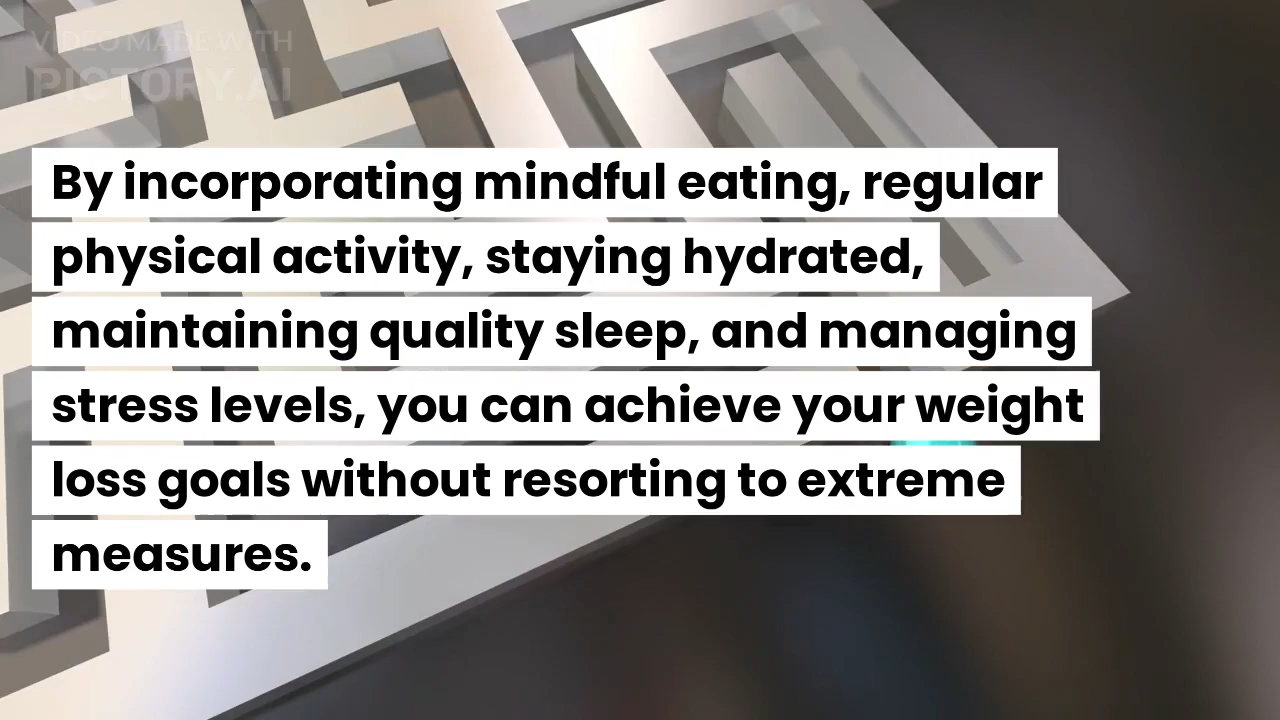 VIDEO MADE WITH
PICTORY.AI
By incorporating mindful eating, regular
physical activity, staying hydrated,
maintaining quality sleep, and managing
stress levels, you can achieve your weight
loss goals without resorting to extreme
measures.